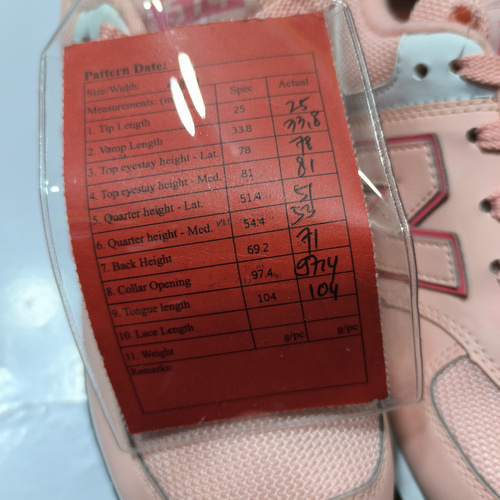 574
Pattern Date:
Size/Width:
Measurements: Spec Actual
1. Tip Length 25 25
2. Vamp Length 33.8 33.8
3. Top eyestay height - Lat. 78 78
4. Top eyestay height - Med. 81 81
5. Quarter height - Lat. 51.4 51
6. Quarter height - Med. 54.4 53
7. Back Height 69.2 71
8. Collar Opening 97.4 97.4
9. Tongue length 104 104
10. Lace Length
11. Weight g/pc g/pc
Remarks: